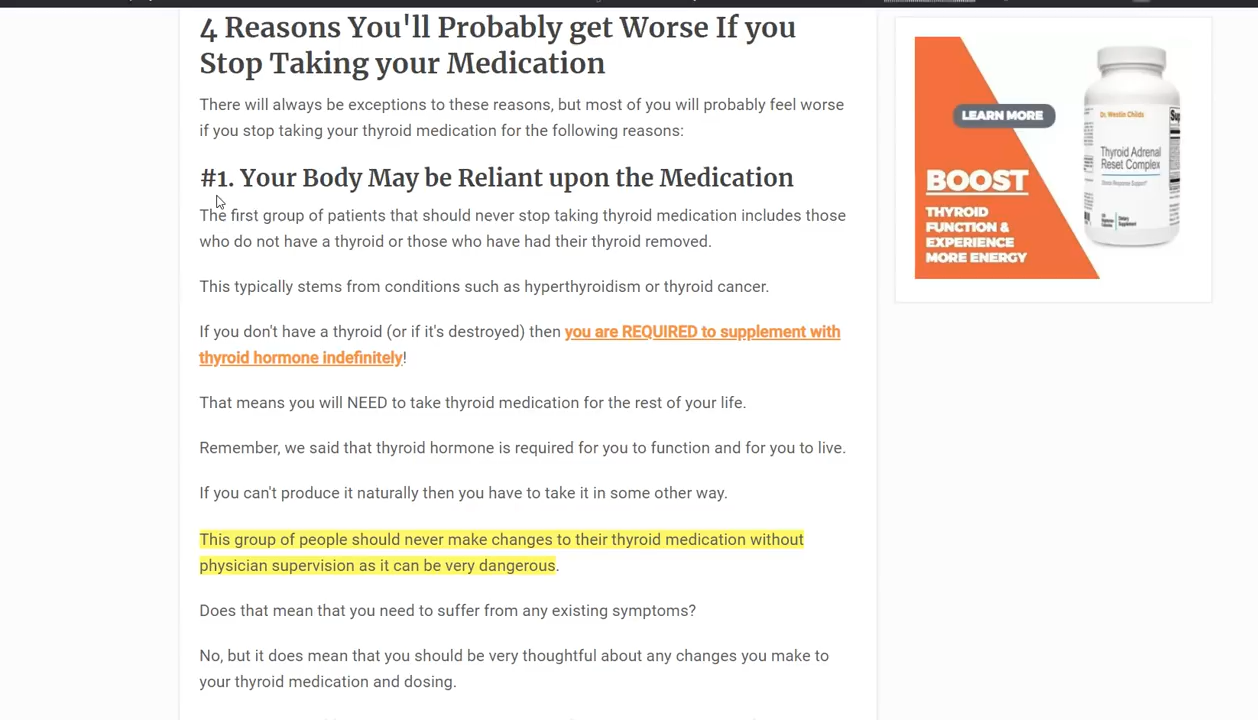 4 Reasons You'll Probably get Worse If you
Stop Taking your Medication
There will always be exceptions to these reasons, but most of you will probably feel worse
if you stop taking your thyroid medication for the following reasons:
#1. Your Body May be Reliant upon the Medication
The first group of patients that should never stop taking thyroid medication includes those
who do not have a thyroid or those who have had their thyroid removed.
This typically stems from conditions such as hyperthyroidism or thyroid cancer.
If you don't have a thyroid (or if it's destroyed) then you are REQUIRED to supplement with
thyroid hormone indefinitely!
That means you will NEED to take thyroid medication for the rest of your life.
Remember, we said that thyroid hormone is required for you to function and for you to live.
If you can't produce it naturally then you have to take it in some other way.
This group of people should never make changes to their thyroid medication without
physician supervision as it can be very dangerous.
Does that mean that you need to suffer from any existing symptoms?
No, but it does mean that you should be very thoughtful about any changes you make to
your thyroid medication and dosing.
LEARN MORE
BOOST
THYROID
FUNCTION &
EXPERIENCE
MORE ENERGY
Dr. Westin Childs
Thyroid Adrenal
Reset Complex